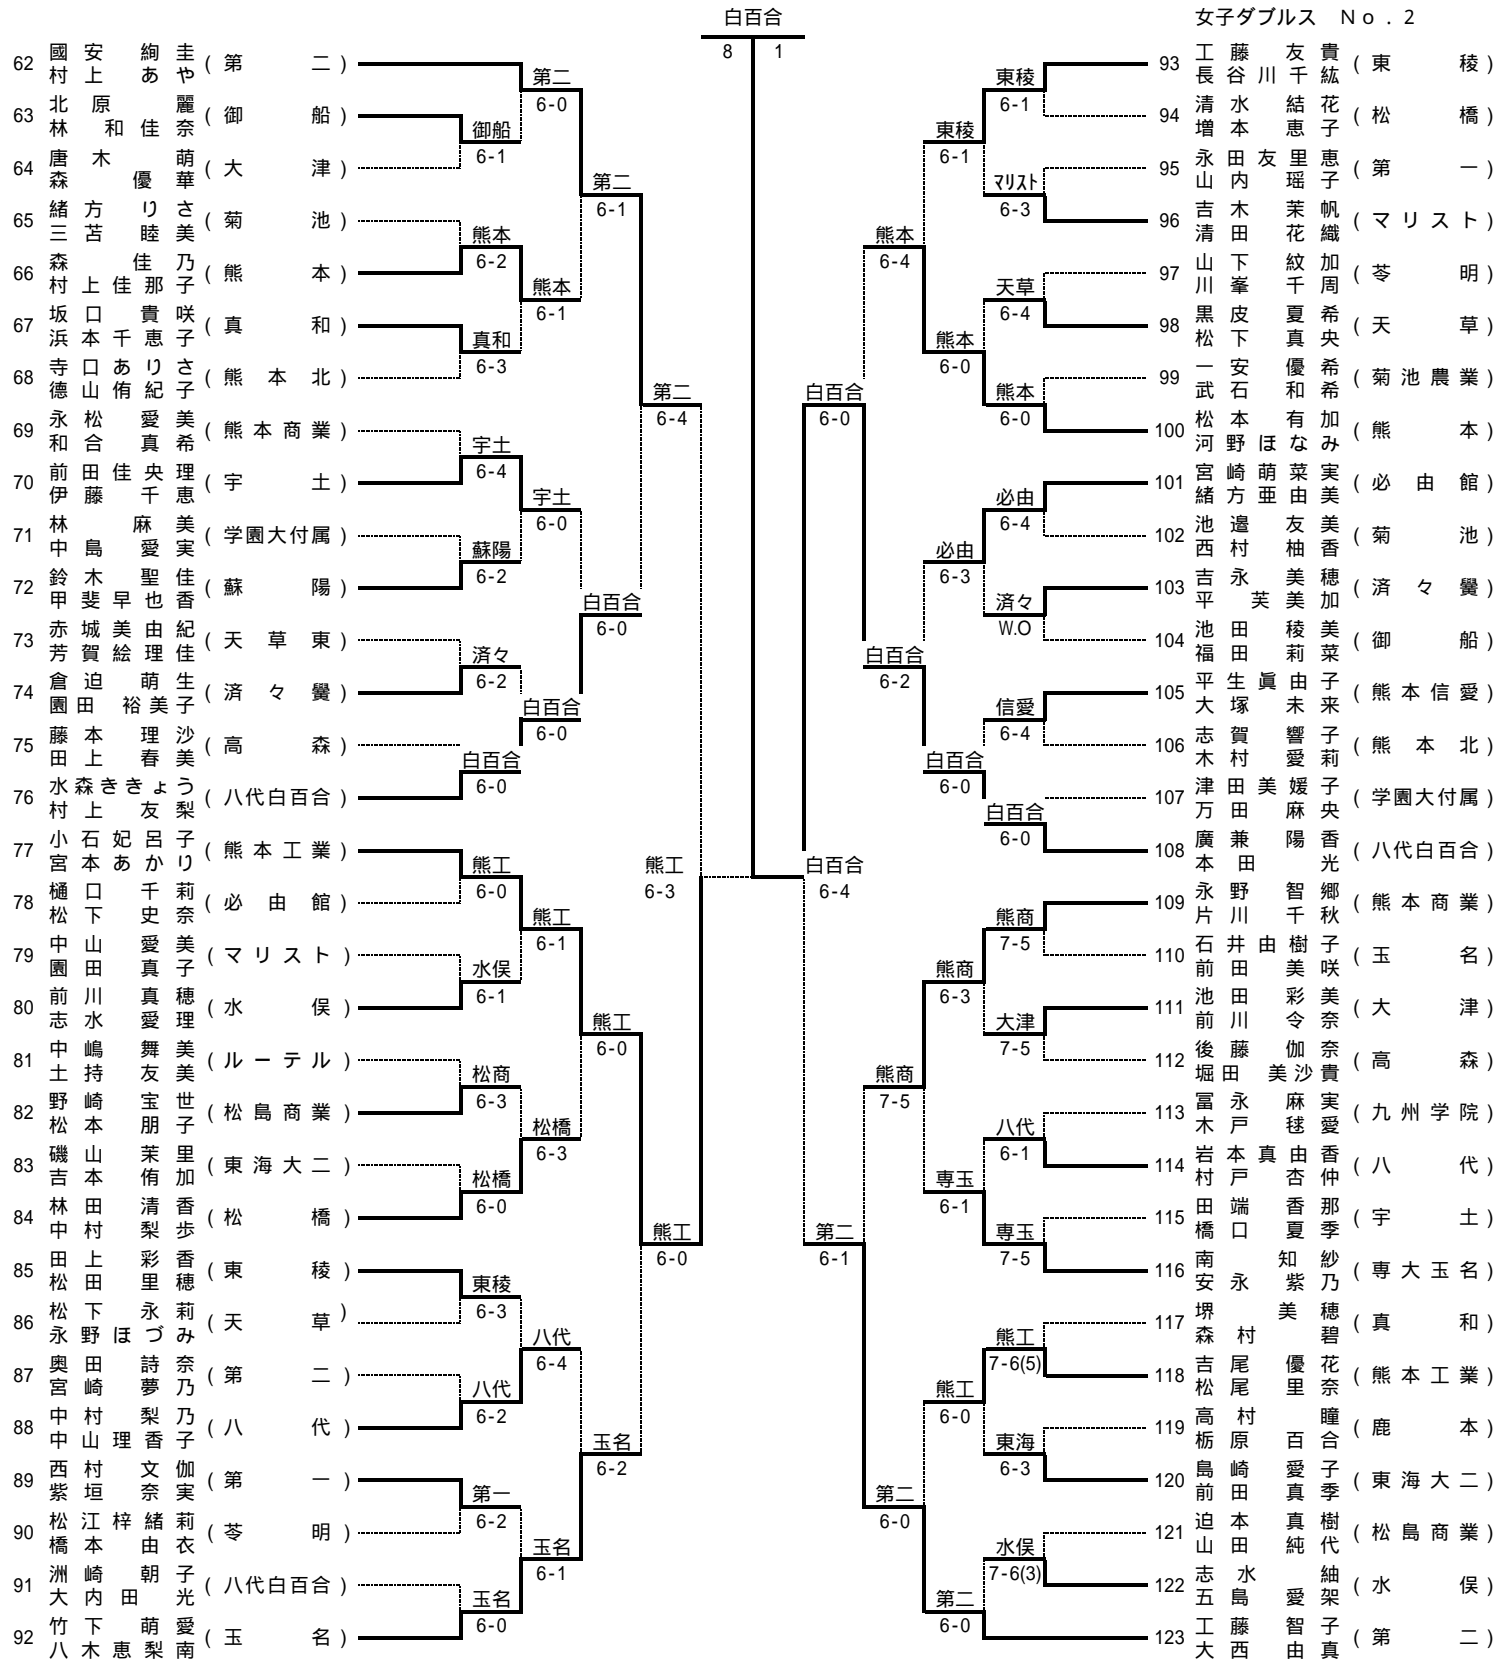 女子ダブルス No.2
白百合
8 1
62 國安 絢圭 村上 あや (第二)
63 北原 麗 林 和佳奈 (御船)
64 唐木 萌 森 優華 (大津)
65 緒方 りさ 三苫 睦美 (菊池)
66 森 佳乃 村上佳那子 (熊本)
67 坂口 貴咲 浜本千恵子 (真和)
68 寺口ありさ 德山侑紀子 (熊本北)
69 永松 愛美 和合 真希 (熊本商業)
70 前田佳央理 伊藤 千恵 (宇土)
71 林 麻美 中島 愛実 (学園大付属)
72 鈴木 聖佳 甲斐早也香 (蘇陽)
73 赤城美由紀 芳賀絵理佳 (天草東)
74 倉迫 萌生 園田 裕美子 (済々黌)
75 藤本 理沙 田上 春美 (高森)
76 水森ききょう 村上 友梨 (八代白百合)
77 小石妃呂子 宮本あかり (熊本工業)
78 樋口 千莉 松下 史奈 (必由館)
79 中山 愛美 園田 真子 (マリスト)
80 前川 真穂 志水 愛理 (水俣)
81 中嶋 舞美 土持 友美 (ルーテル)
82 野崎 宝世 松本 朋子 (松島商業)
83 磯山 茉里 吉本 侑加 (東海大二)
84 林田 清香 中村 梨歩 (松橋)
85 田上 彩香 松田 里穂 (東稜)
86 松下 永莉 永野ほづみ (天草)
87 奥田 詩奈 宮崎 夢乃 (第二)
88 中村 梨乃 中山理香子 (八代)
89 西村 文伽 紫垣 奈実 (第一)
90 松江梓緒莉 橋本 由衣 (苓明)
91 洲崎 朝子 大内田 光 (八代白百合)
92 竹下 萌愛 八木恵梨南 (玉名)
御船 6-1
熊本 6-2
真和 6-3
宇土 6-4
蘇陽 6-2
済々 6-2
白百合 6-0
熊工 6-0
水俣 6-1
松商 6-3
松橋 6-0
東稜 6-3
八代 6-2
第一 6-2
玉名 6-0
第二 6-0
熊本 6-1
宇土 6-0
白百合 6-0
熊工 6-1
松橋 6-3
八代 6-4
玉名 6-1
第二 6-1
白百合 6-0
熊工 6-0
玉名 6-2
第二 6-4
熊工 6-0
熊工 6-3
93 工藤 友貴 長谷川千紘 (東稜)
94 清水 結花 増本 恵子 (松橋)
95 永田友里恵 山内 瑶子 (第一)
96 吉木 茉帆 清田 花織 (マリスト)
97 山下 紋加 川峯 千周 (苓明)
98 黒皮 夏希 松下 真央 (天草)
99 一安 優希 武石 和希 (菊池農業)
100 松本 有加 河野ほなみ (熊本)
101 宮崎萌菜実 緒方亜由美 (必由館)
102 池邉 友美 西村 柚香 (菊池)
103 吉永 美穂 平 芙美加 (済々黌)
104 池田 稜美 福田 莉菜 (御船)
105 平生眞由子 大塚 未来 (熊本信愛)
106 志賀 響子 木村 愛莉 (熊本北)
107 津田美媛子 万田 麻央 (学園大付属)
108 廣兼 陽香 本田 光 (八代白百合)
109 永野 智郷 片川 千秋 (熊本商業)
110 石井由樹子 前田 美咲 (玉名)
111 池田 彩美 前川 令奈 (大津)
112 後藤 伽奈 堀田 美沙貴 (高森)
113 冨永 麻実 木戸 毬愛 (九州学院)
114 岩本真由香 村戸 杏仲 (八代)
115 田端 香那 橋口 夏季 (宇土)
116 南 知紗 安永 紫乃 (専大玉名)
117 堺 美穂 森村 碧 (真和)
118 吉尾 優花 松尾 里奈 (熊本工業)
119 高村 瞳 栃原 百合 (鹿本)
120 島崎 愛子 前田 真季 (東海大二)
121 迫本 真樹 山田 純代 (松島商業)
122 志水 紬 五島 愛架 (水俣)
123 工藤 智子 大西 由真 (第二)
東稜 6-1
マリスト 6-3
天草 6-4
熊本 6-0
必由 6-4
済々 W.O
信愛 6-4
白百合 6-0
熊商 7-5
大津 7-5
八代 6-1
専玉 7-5
熊工 7-6(5)
東海 6-3
水俣 7-6(3)
東稜 6-1
熊本 6-0
必由 6-3
白百合 6-0
熊商 6-3
専玉 6-1
熊工 6-0
第二 6-0
熊本 6-4
白百合 6-2
熊商 7-5
第二 6-0
白百合 6-0
第二 6-1
白百合 6-4